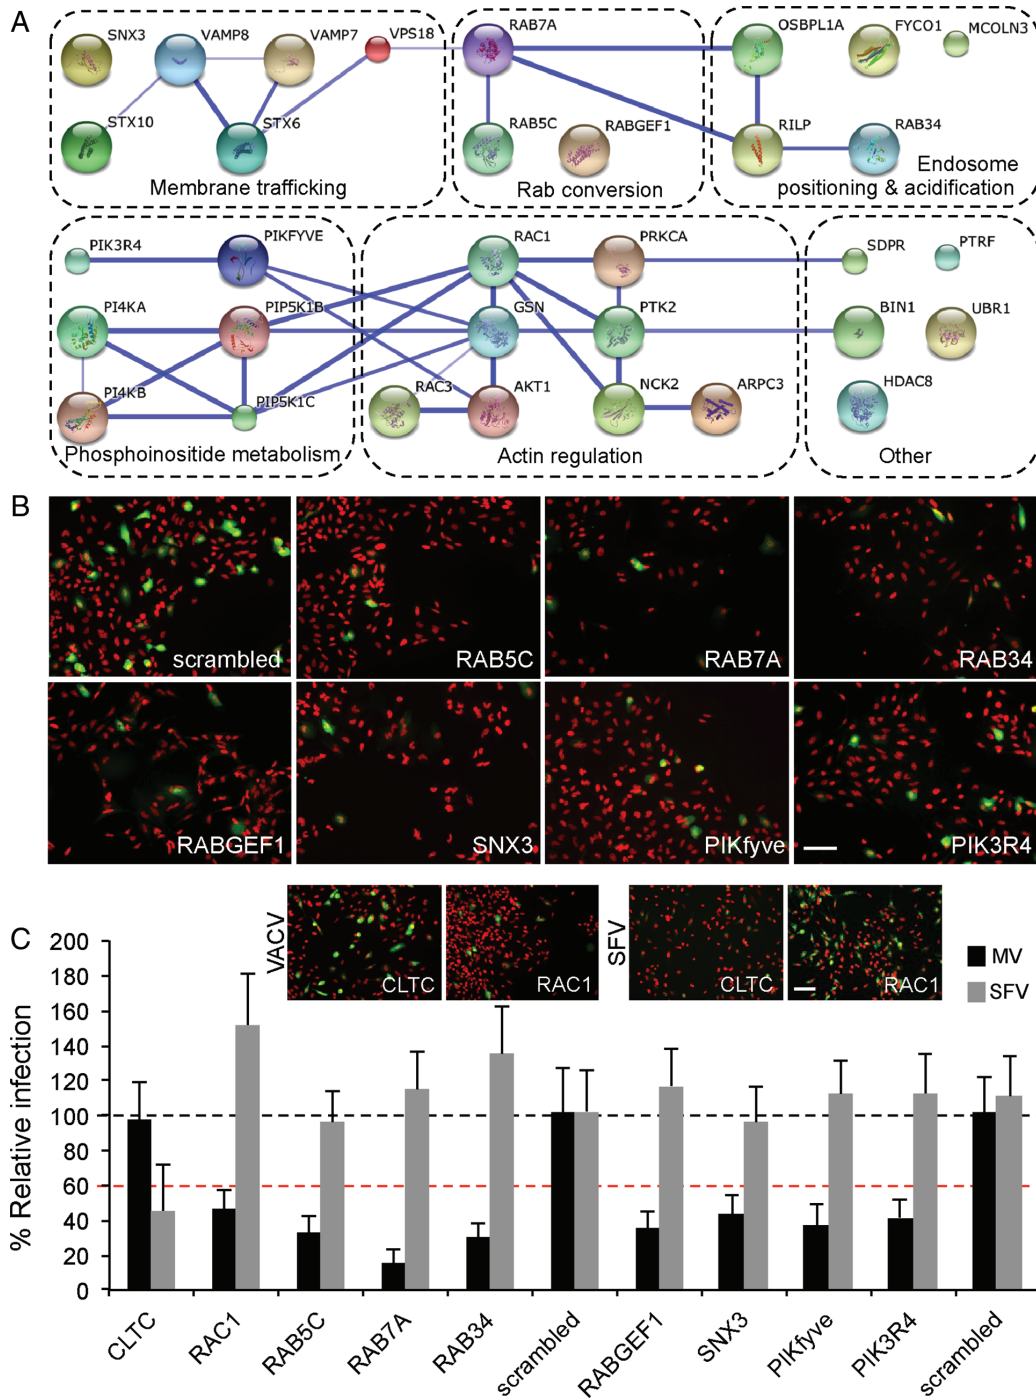 A
SNX3
VAMP8
VAMP7
VPS18
RAB7A
OSBPL1A
FYCO1
MCOLN3
STX10
STX6
RAB5C
RABGEF1
RILP
RAB34
Membrane trafficking
Rab conversion
Endosome
positioning & acidification
PIK3R4
PIKFYVE
RAC1
PRKCA
SDPR
PTRF
PI4KA
PIP5K1B
GSN
PTK2
BIN1
UBR1
PI4KB
PIP5K1C
RAC3
AKT1
NCK2
ARPC3
HDAC8
Phosphoinositide metabolism
Actin regulation
Other
B
scrambled
RAB5C
RAB7A
RAB34
RABGEF1
SNX3
PIKfyve
PIK3R4
C
VACV
CLTC
RAC1
SFV
CLTC
RAC1
MV
SFV
% Relative infection
200
180
160
140
120
100
80
60
40
20
0
CLTC
RAC1
RAB5C
RAB7A
RAB34
scrambled
RABGEF1
SNX3
PIKfyve
PIK3R4
scrambled